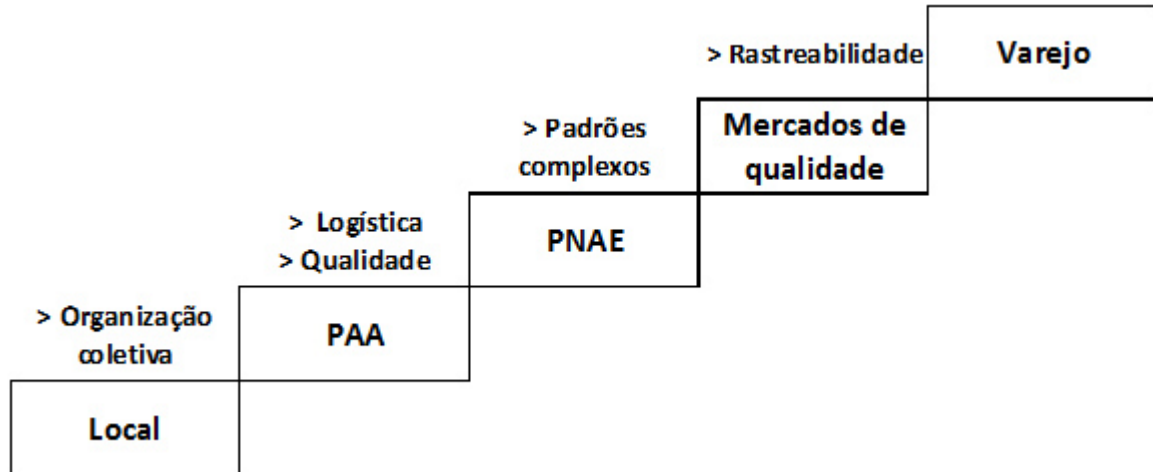 > Rastreabilidade
Varejo
> Padrões
complexos
Mercados de
qualidade
> Logística
> Qualidade
PNAE
> Organização
coletiva
PAA
Local